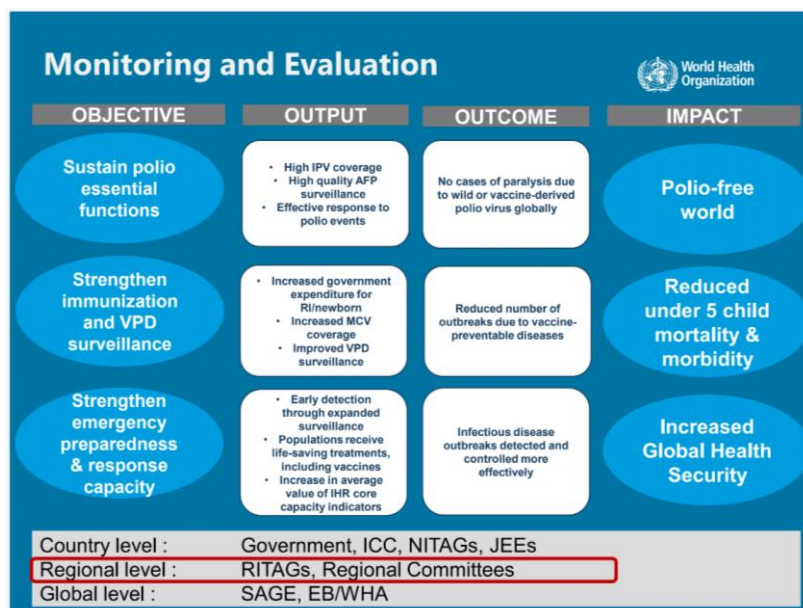 Monitoring and Evaluation
World Health
Organization
OBJECTIVE
OUTPUT
OUTCOME
IMPACT
Sustain polio
essential
functions
• High IPV coverage
• High quality AFP
surveillance
• Effective response to
polio events
No cases of paralysis due
to wild or vaccine-derived
polio virus globally
Polio-free
world
Strengthen
immunization
and VPD
surveillance
• Increased government
expenditure for
RI/newborn
• Increased MCV
coverage
• Improved VPD
surveillance
Reduced number of
outbreaks due to vaccine-
preventable diseases
Reduced
under 5 child
mortality &
morbidity
Strengthen
emergency
preparedness
& response
capacity
• Early detection
through expanded
surveillance
• Populations receive
life-saving treatments,
including vaccines
• Increase in average
value of IHR core
capacity indicators
Infectious disease
outbreaks detected and
controlled more
effectively
Increased
Global Health
Security
Country level : Government, ICC, NITAGs, JEEs
Regional level : RITAGs, Regional Committees
Global level : SAGE, EB/WHA